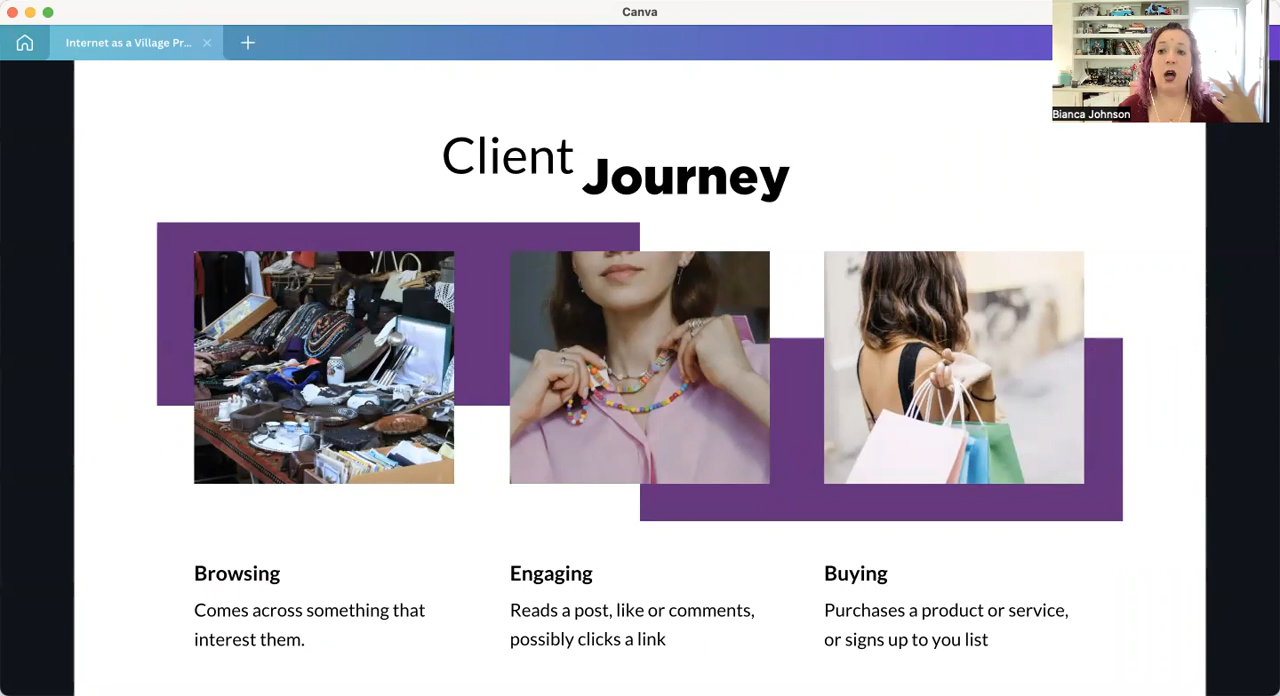 Canva
Internet as a Village Pr...
Bianca Johnson
Client Journey
Browsing
Comes across something that
interest them.
Engaging
Reads a post, like or comments,
possibly clicks a link
Buying
Purchases a product or service,
or signs up to you list